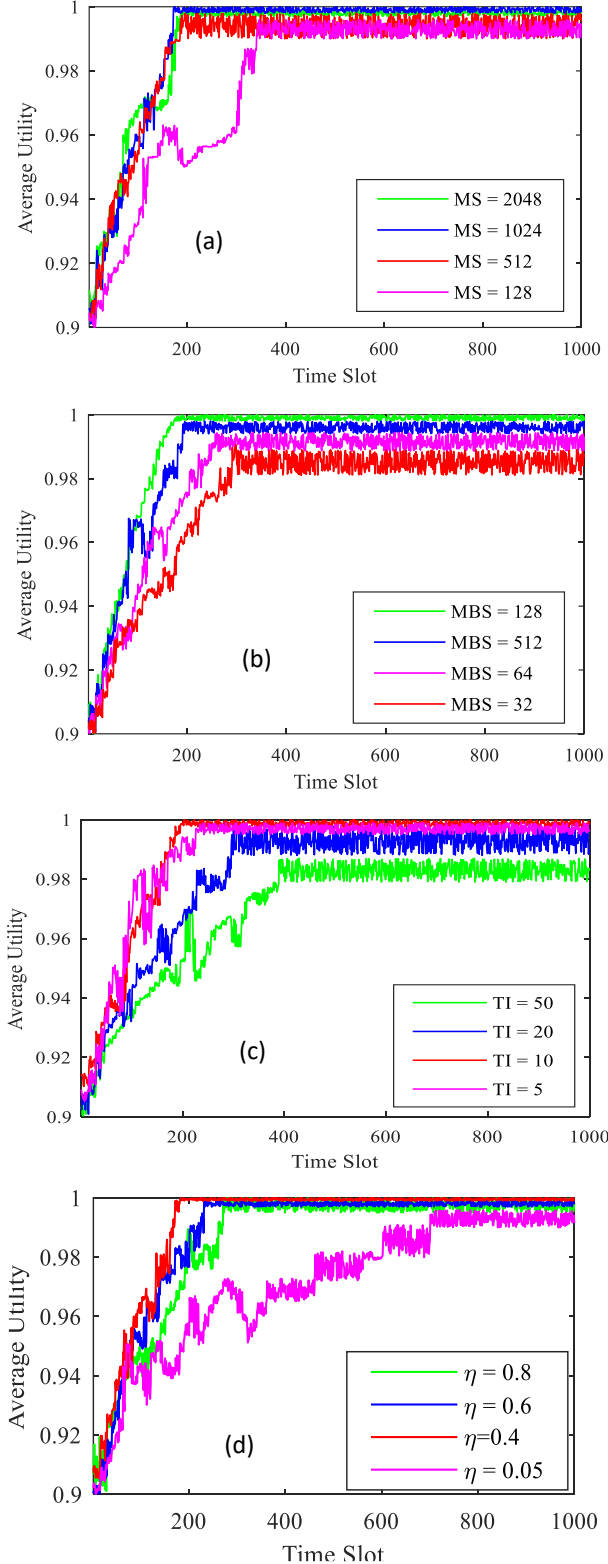 1
0.98
0.96
0.94
0.92
0.9
Average Utility
(a)
MS = 2048
MS = 1024
MS = 512
MS = 128
200 400 600 800 1000
Time Slot
1
0.98
0.96
0.94
0.92
0.9
Average Utility
(b)
MBS = 128
MBS = 512
MBS = 64
MBS = 32
200 400 600 800 1000
Time Slot
1
0.98
0.96
0.94
0.92
0.9
Average Utility
(c)
TI = 50
TI = 20
TI = 10
TI = 5
200 400 600 800 1000
Time Slot
1
0.98
0.96
0.94
0.92
0.9
Average Utility
(d)
η = 0.8
η = 0.6
η=0.4
η = 0.05
200 400 600 800 1000
Time Slot